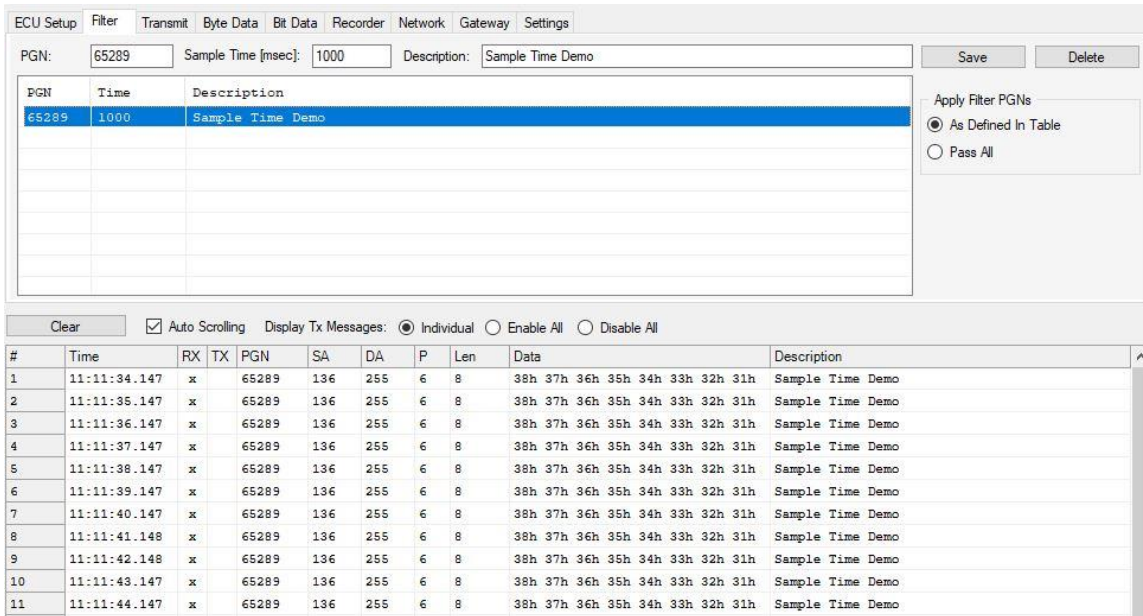 ECU Setup Filter Transmit Byte Data Bit Data Recorder Network Gateway Settings
PGN: 65289 Sample Time [msec]: 1000 Description: Sample Time Demo Save Delete
PGN Time Description
65289 1000 Sample Time Demo
Apply Filter PGNs
As Defined In Table
Pass All
Clear Auto Scrolling Display Tx Messages: Individual Enable All Disable All
# Time RX TX PGN SA DA P Len Data Description
1 11:11:34.147 x 65289 136 255 6 8 38h 37h 36h 35h 34h 33h 32h 31h Sample Time Demo
2 11:11:35.147 x 65289 136 255 6 8 38h 37h 36h 35h 34h 33h 32h 31h Sample Time Demo
3 11:11:36.147 x 65289 136 255 6 8 38h 37h 36h 35h 34h 33h 32h 31h Sample Time Demo
4 11:11:37.147 x 65289 136 255 6 8 38h 37h 36h 35h 34h 33h 32h 31h Sample Time Demo
5 11:11:38.147 x 65289 136 255 6 8 38h 37h 36h 35h 34h 33h 32h 31h Sample Time Demo
6 11:11:39.147 x 65289 136 255 6 8 38h 37h 36h 35h 34h 33h 32h 31h Sample Time Demo
7 11:11:40.147 x 65289 136 255 6 8 38h 37h 36h 35h 34h 33h 32h 31h Sample Time Demo
8 11:11:41.148 x 65289 136 255 6 8 38h 37h 36h 35h 34h 33h 32h 31h Sample Time Demo
9 11:11:42.148 x 65289 136 255 6 8 38h 37h 36h 35h 34h 33h 32h 31h Sample Time Demo
10 11:11:43.147 x 65289 136 255 6 8 38h 37h 36h 35h 34h 33h 32h 31h Sample Time Demo
11 11:11:44.147 x 65289 136 255 6 8 38h 37h 36h 35h 34h 33h 32h 31h Sample Time Demo